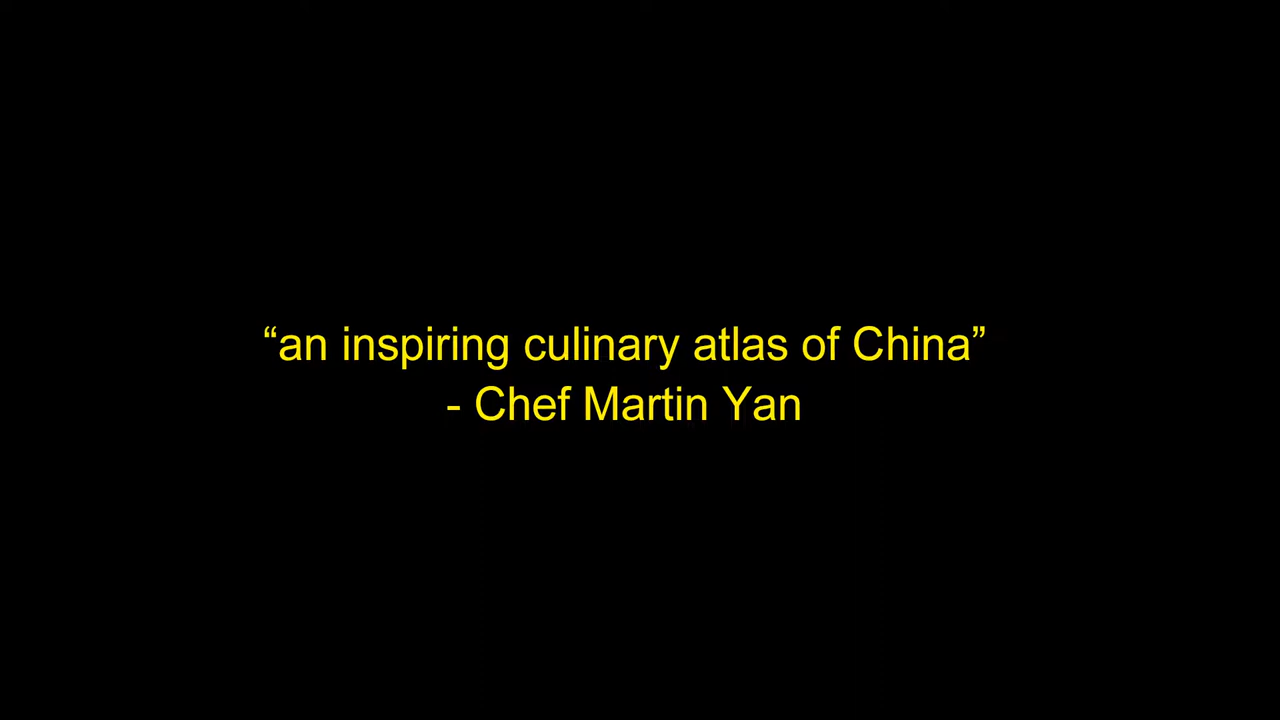 “an inspiring culinary atlas of China”
- Chef Martin Yan